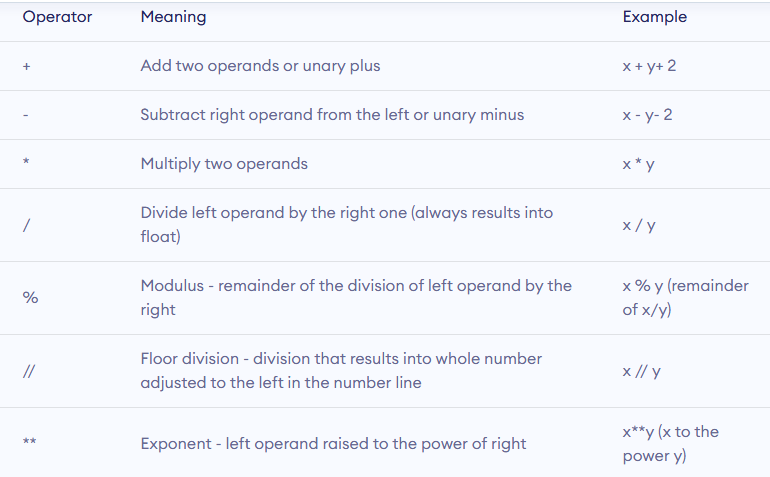 Operator Meaning Example
+ Add two operands or unary plus x + y+ 2
- Subtract right operand from the left or unary minus x - y- 2
* Multiply two operands x * y
Divide left operand by the right one (always results into
/ float) x / y
Modulus - remainder of the division of left operand by the x % y (remainder
% right of x/y)
Floor division - division that results into whole number
// adjusted to the left in the number line x // y
** Exponent - left operand raised to the power of right x**y (x to the
power y)